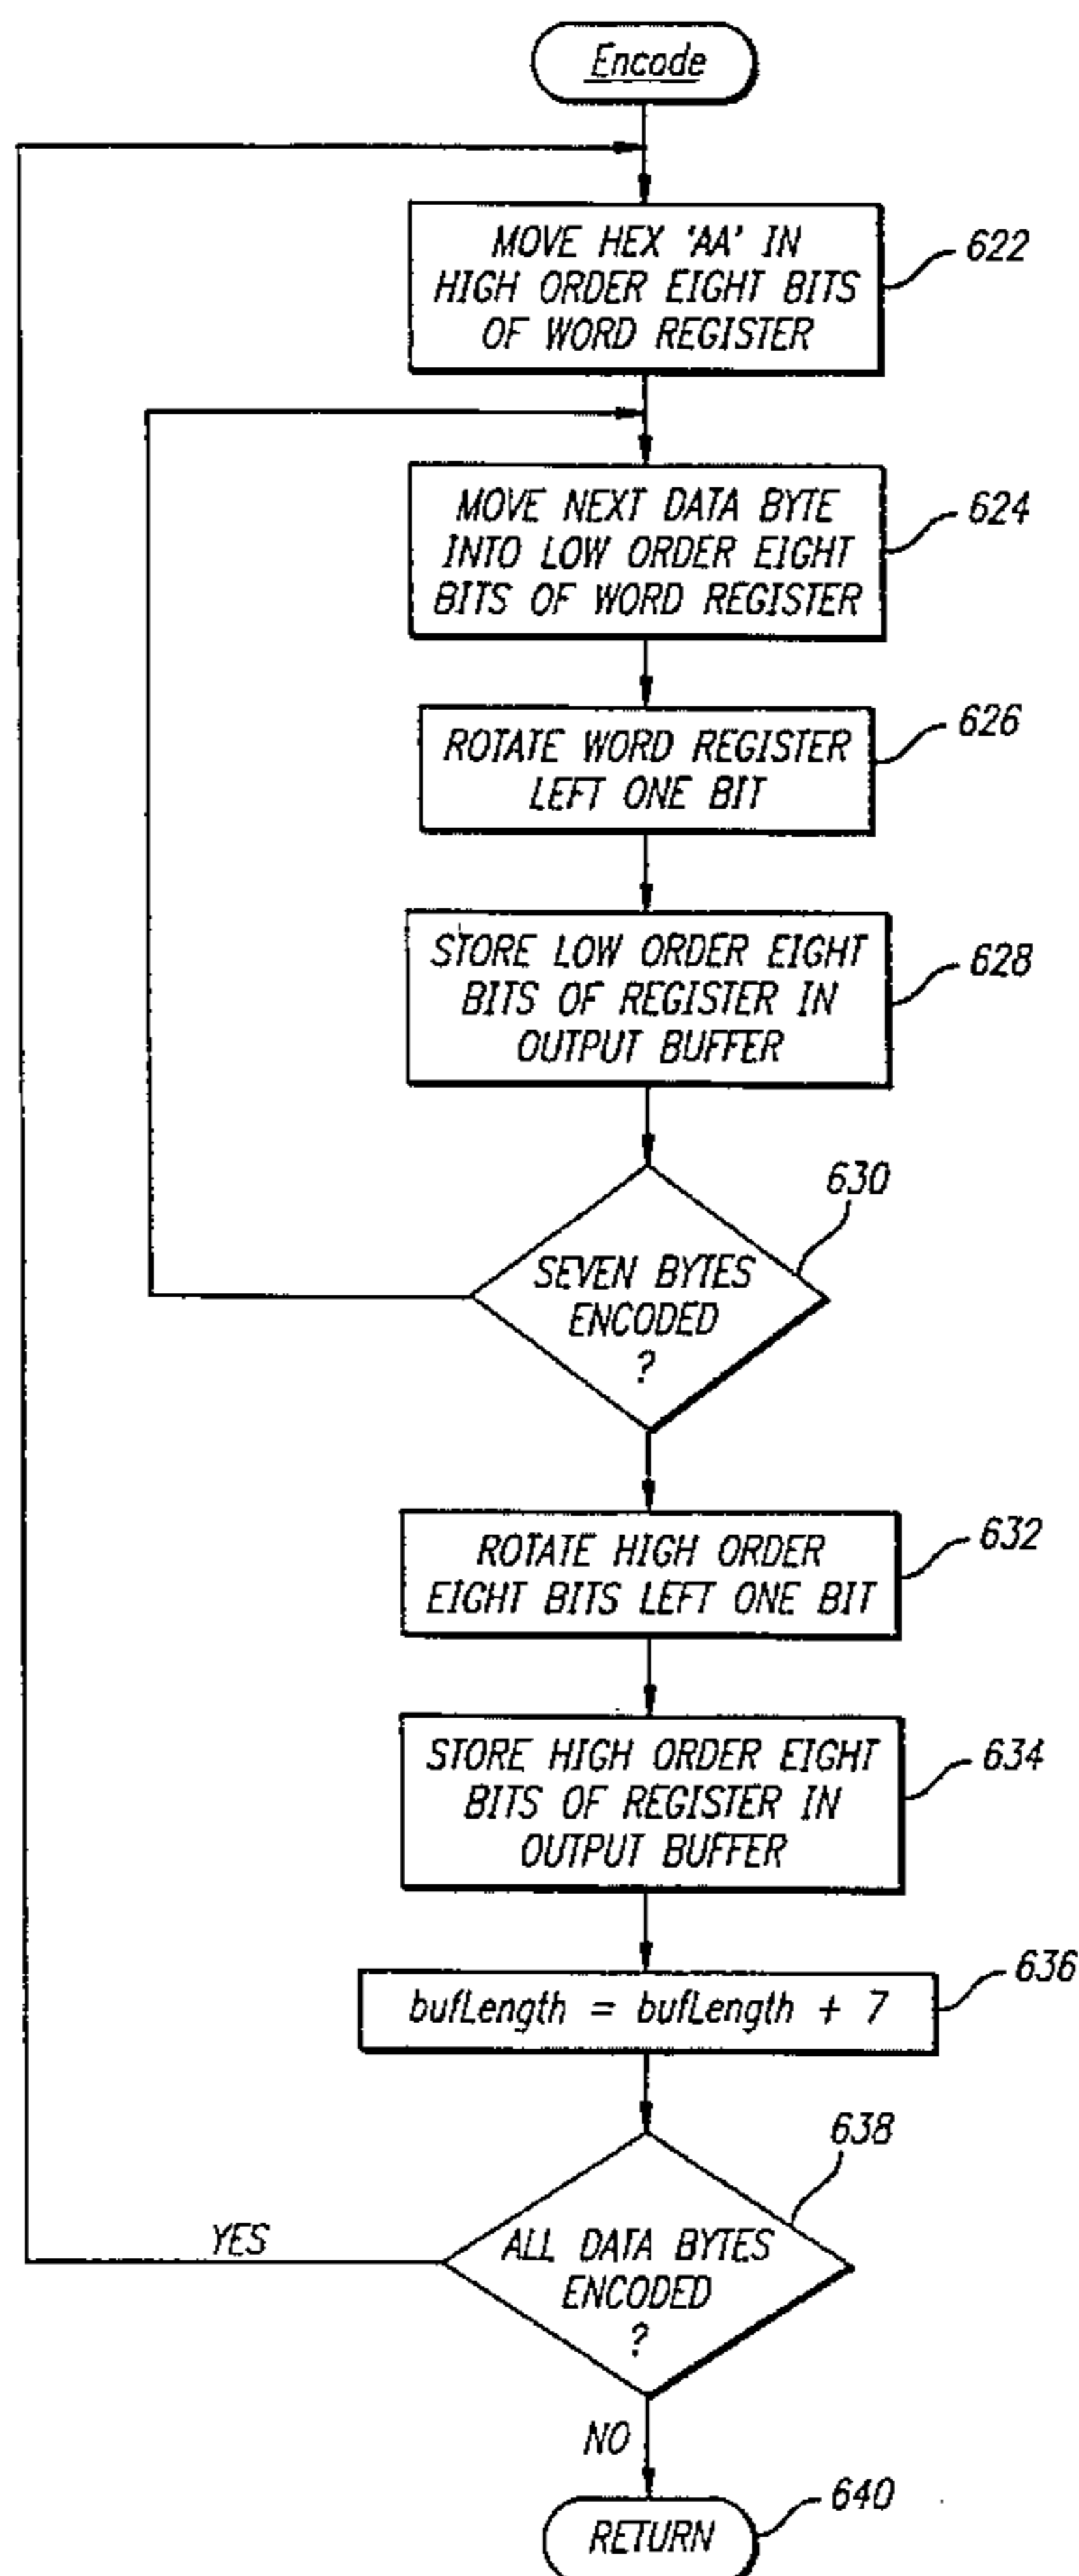 Encode
MOVE HEX 'AA' IN
HIGH ORDER EIGHT BITS
OF WORD REGISTER
622
MOVE NEXT DATA BYTE
INTO LOW ORDER EIGHT
BITS OF WORD REGISTER
624
ROTATE WORD REGISTER
LEFT ONE BIT
626
STORE LOW ORDER EIGHT
BITS OF REGISTER IN
OUTPUT BUFFER
628
630
SEVEN BYTES
ENCODED
?
ROTATE HIGH ORDER
EIGHT BITS LEFT ONE BIT
632
STORE HIGH ORDER EIGHT
BITS OF REGISTER IN
OUTPUT BUFFER
634
bufLength = bufLength + 7
636
638
YES
ALL DATA BYTES
ENCODED
?
NO
RETURN
640